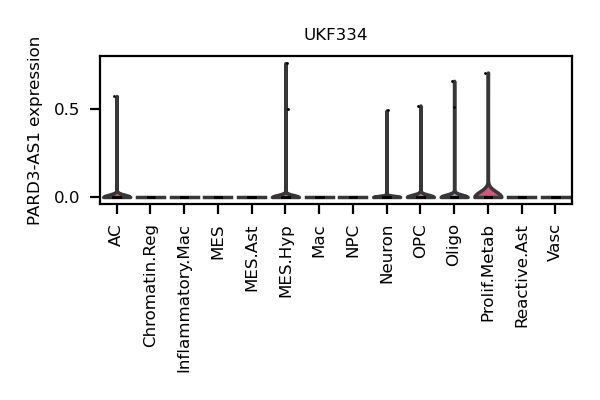 UKF334
PARD3-AS1 expression
0.5
0.0
AC
Chromatin.Reg
Inflammatory.Mac
MES
MES.Ast
MES.Hyp
Mac
NPC
Neuron
OPC
Oligo
Prolif.Metab
Reactive.Ast
Vasc